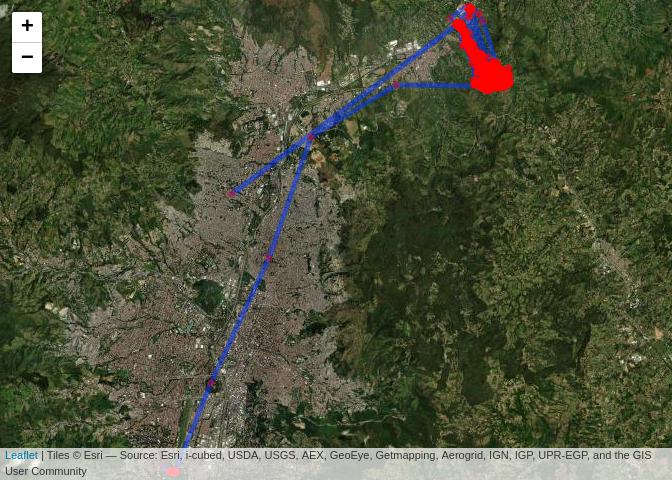 +
−
Leaflet | Tiles © Esri — Source: Esri, i-cubed, USDA, USGS, AEX, GeoEye, Getmapping, Aerogrid, IGN, IGP, UPR-EGP, and the GIS
User Community